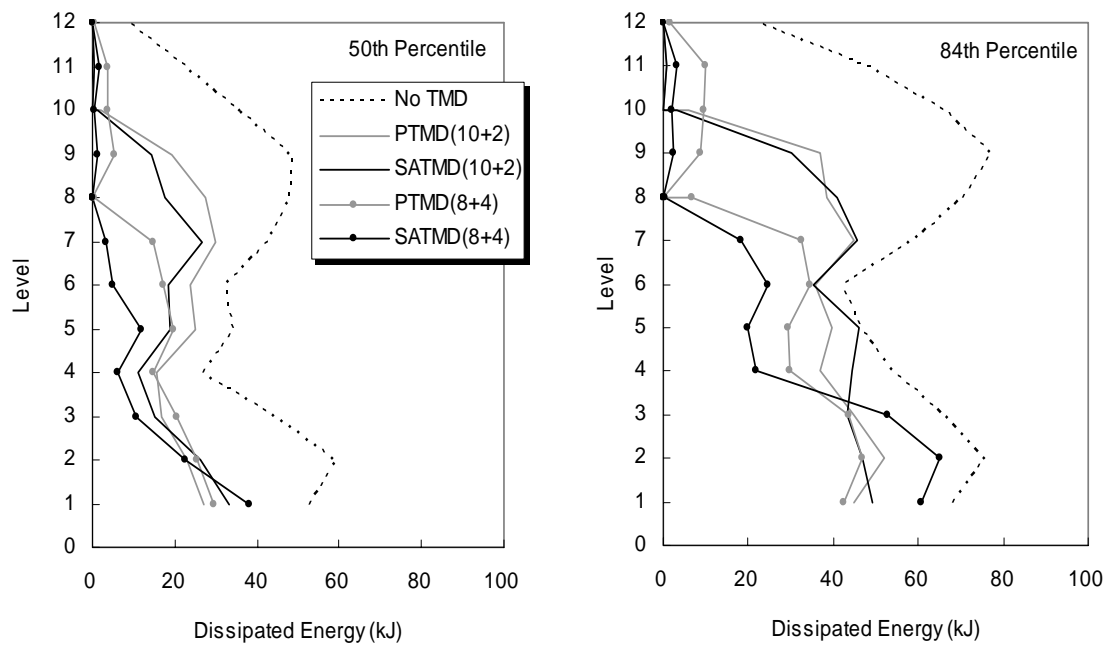 12
11
10
9
8
7
6
5
4
3
2
1
0
Level
50th Percentile
No TMD
PTMD(10+2)
SATMD(10+2)
PTMD(8+4)
SATMD(8+4)
0 20 40 60 80 100
Dissipated Energy (kJ)
12
11
10
9
8
7
6
5
4
3
2
1
0
Level
84th Percentile
0 20 40 60 80 100
Dissipated Energy (kJ)